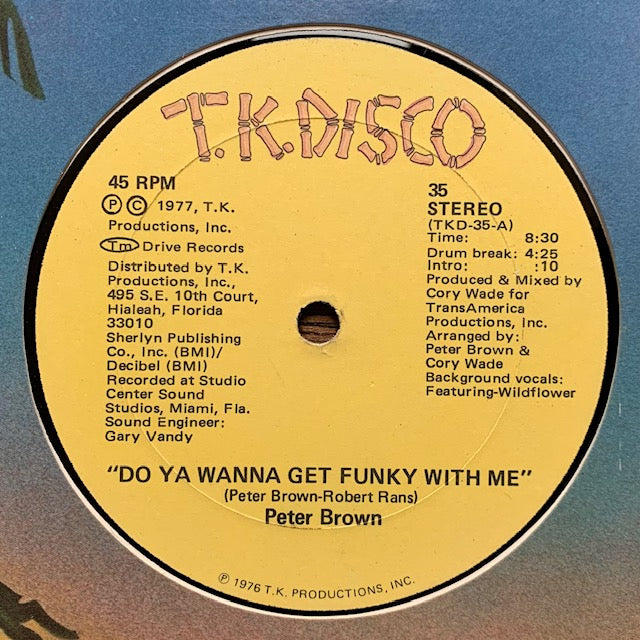 T.K. DISCO
45 RPM
Ⓟ Ⓒ 1977, T.K.
Productions, Inc.
Tm Drive Records
Distributed by T.K.
Productions, Inc.,
495 S.E. 10th Court,
Hialeah, Florida
33010
Sherlyn Publishing
Co., Inc. (BMI)/
Decibel (BMI)
Recorded at Studio
Center Sound
Studios, Miami, Fla.
Sound Engineer:
Gary Vandy
35
STEREO
(TKD-35-A)
Time: 8:30
Drum break: 4:25
Intro: :10
Produced & Mixed by
Cory Wade for
TransAmerica
Productions, Inc.
Arranged by:
Peter Brown &
Cory Wade
Background vocals:
Featuring-Wildflower
"DO YA WANNA GET FUNKY WITH ME"
(Peter Brown-Robert Rans)
Peter Brown
Ⓟ 1976 T.K. PRODUCTIONS, INC.